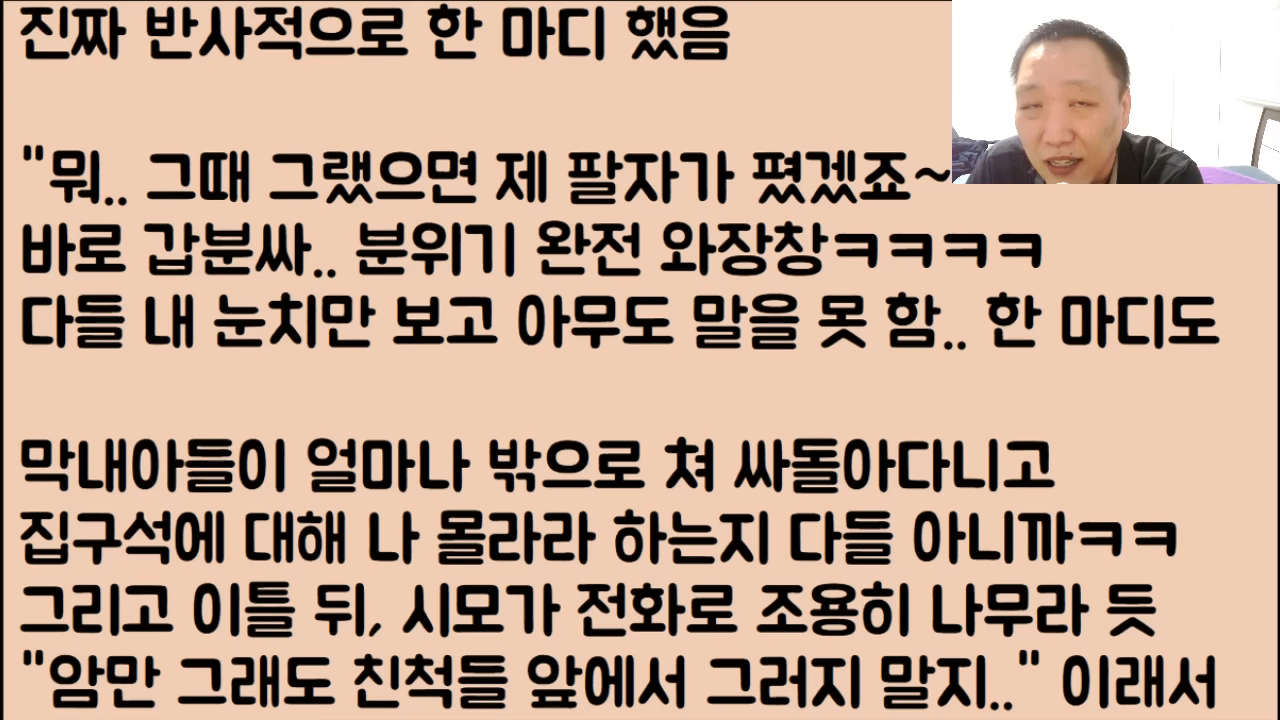 진짜 반사적으로 한 마디 했음
"뭐.. 그때 그랬으면 제 팔자가 폈겠죠~
바로 갑분싸.. 분위기 완전 와장창ㅋㅋㅋㅋ
다들 내 눈치만 보고 아무도 말을 못 함.. 한 마디도
막내아들이 얼마나 밖으로 쳐 싸돌아다니고
집구석에 대해 나 몰라라 하는지 다들 아니까ㅋㅋ
그리고 이틀 뒤, 시모가 전화로 조용히 나무라 듯
"암만 그래도 친척들 앞에서 그러지 말지.." 이래서